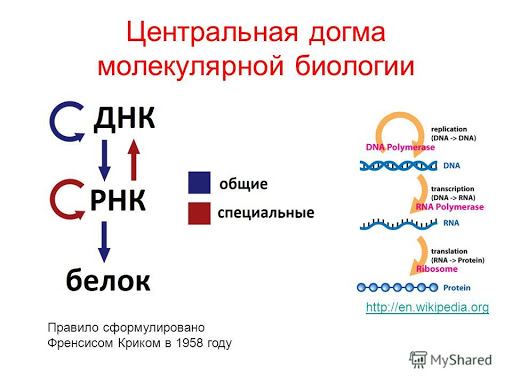 Центральная догма
молекулярной биологии
ДНК
РНК
белок
общие
специальные
replication
(DNA -> DNA)
DNA Polymerase
DNA
transcription
(DNA -> RNA)
RNA Polymerase
RNA
translation
(RNA -> Protein)
Ribosome
Protein
http://en.wikipedia.org
Правило сформулировано
Френсисом Криком в 1958 году
MyShared